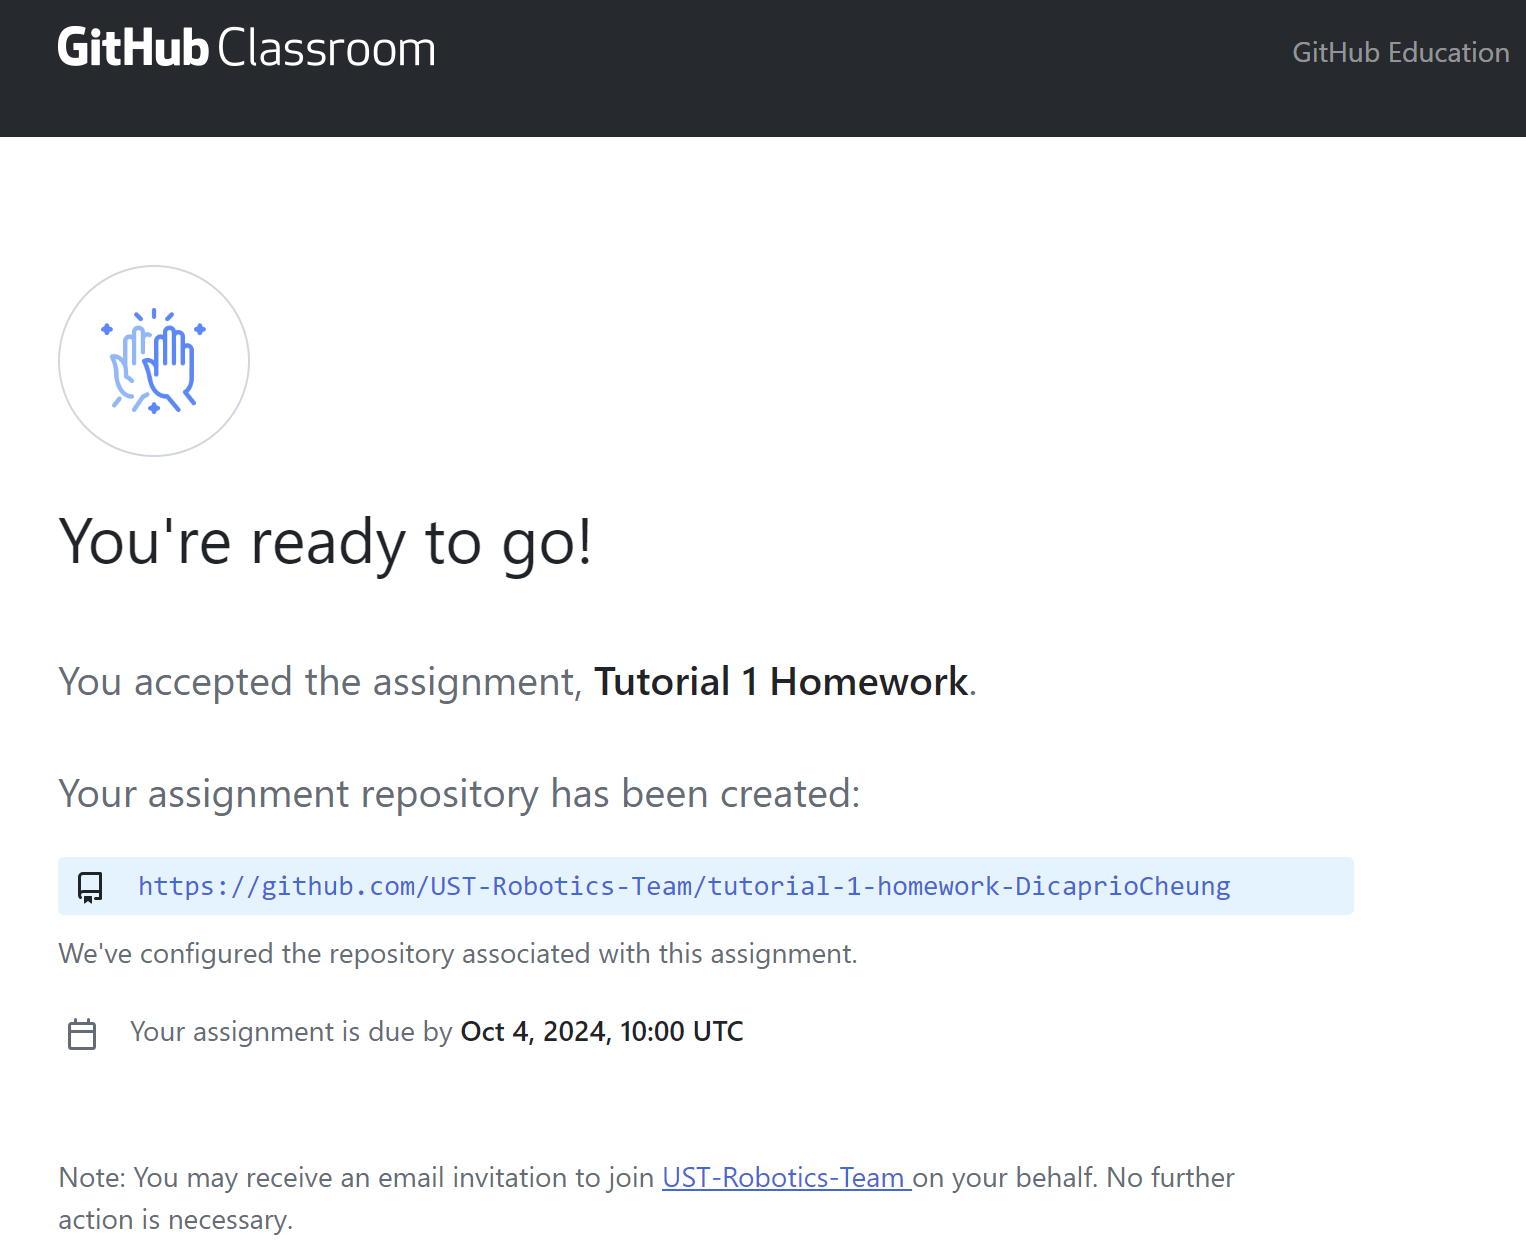 GitHub Classroom
GitHub Education
You're ready to go!
You accepted the assignment, Tutorial 1 Homework.
Your assignment repository has been created:
https://github.com/UST-Robotics-Team/tutorial-1-homework-DicaprioCheung
We've configured the repository associated with this assignment.
Your assignment is due by Oct 4, 2024, 10:00 UTC
Note: You may receive an email invitation to join UST-Robotics-Team on your behalf. No further
action is necessary.